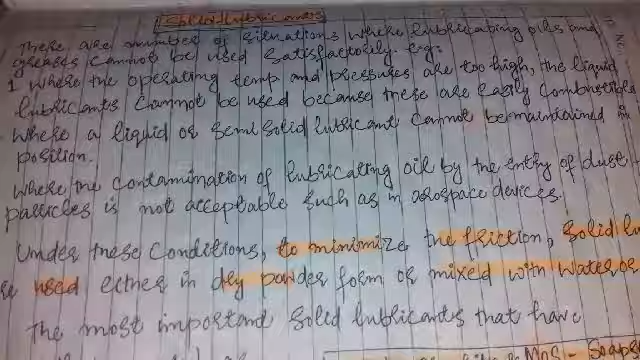 Solid lubricants
There are number of situations where lubricating oils and
greases cannot be used satisfactorily. e.g:
1 Where the operating temp and pressures are too high, the liquid
lubricants cannot be used because these are easily combustible
Where a liquid or semisolid lubricant cannot be maintained in
position.
Where the contamination of lubricating oil by the entry of dust
particles is not acceptable such as in aerospace devices.
Under these conditions, to minimize the friction, solid lu
used either in dry powder form or mixed with water or
the most important solid lubricants that have
Soaps